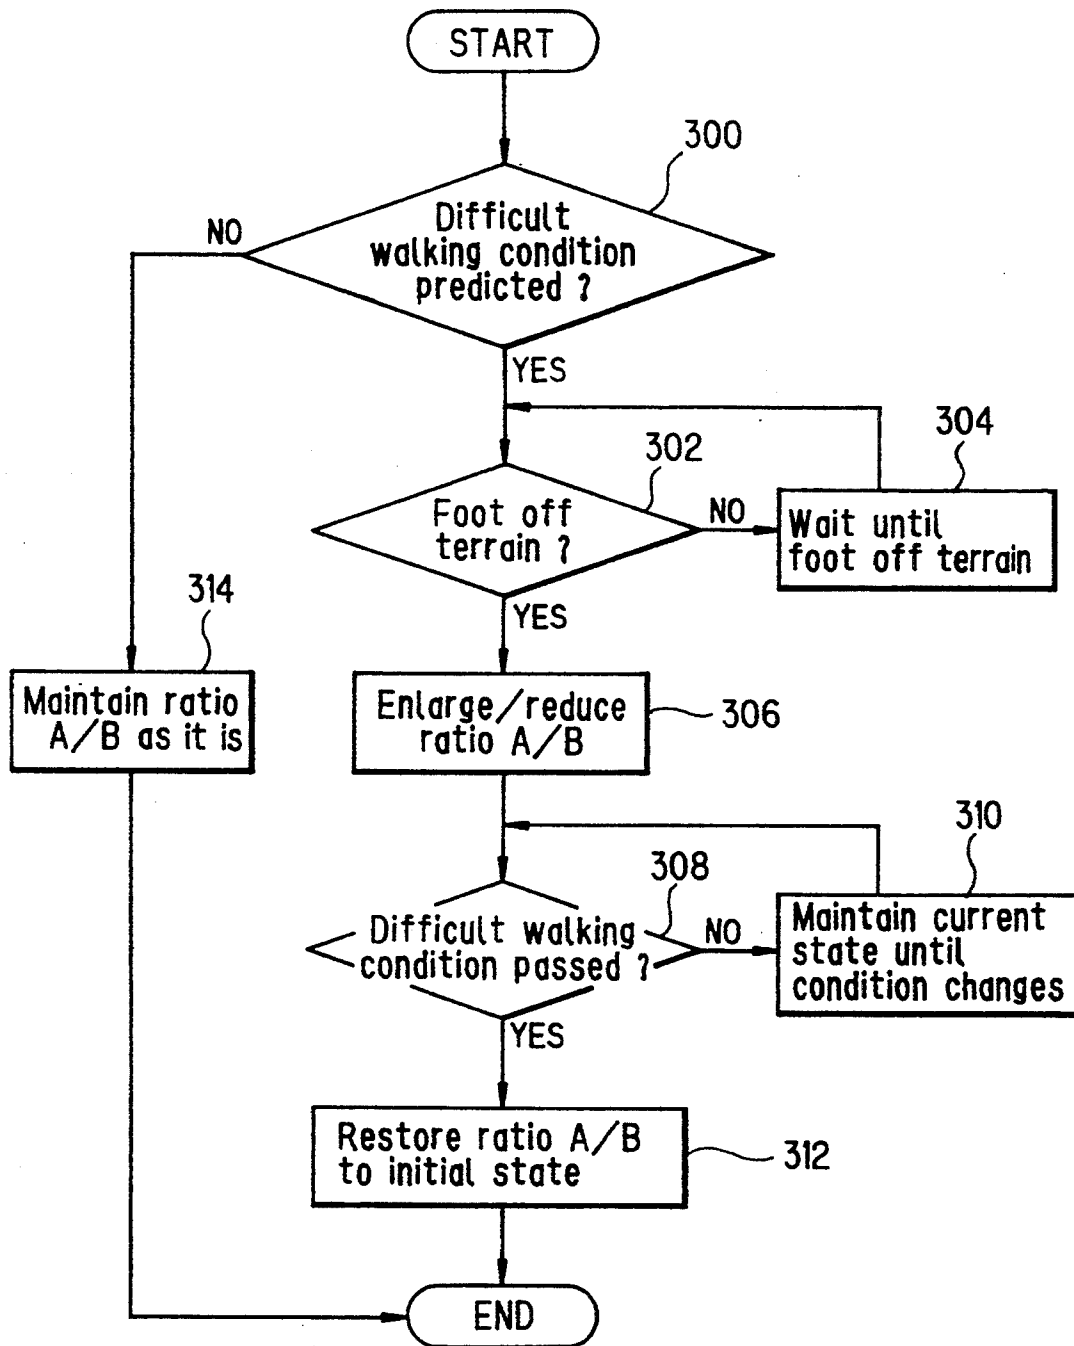 START
300
Difficult
walking condition
predicted ?
NO
YES
304
302
Foot off
terrain ?
NO
Wait until
foot off terrain
YES
314
Maintain ratio
A/B as it is
Enlarge/reduce
ratio A/B
306
310
308
Difficult walking
condition passed ?
NO
Maintain current
state until
condition changes
YES
Restore ratio A/B
to initial state
312
END